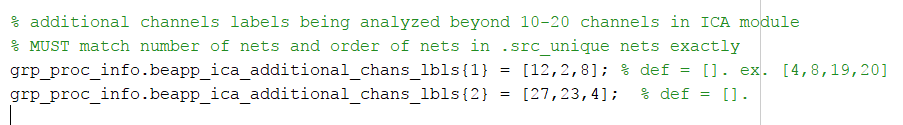 % additional channels labels being analyzed beyond 10-20 channels in ICA module
% MUST match number of nets and order of nets in .src_unique nets exactly
grp_proc_info.beapp_ica_additional_chans_lbls{1} = [12,2,8]; % def = []. ex. [4,8,19,20]
grp_proc_info.beapp_ica_additional_chans_lbls{2} = [27,23,4];  % def = [].